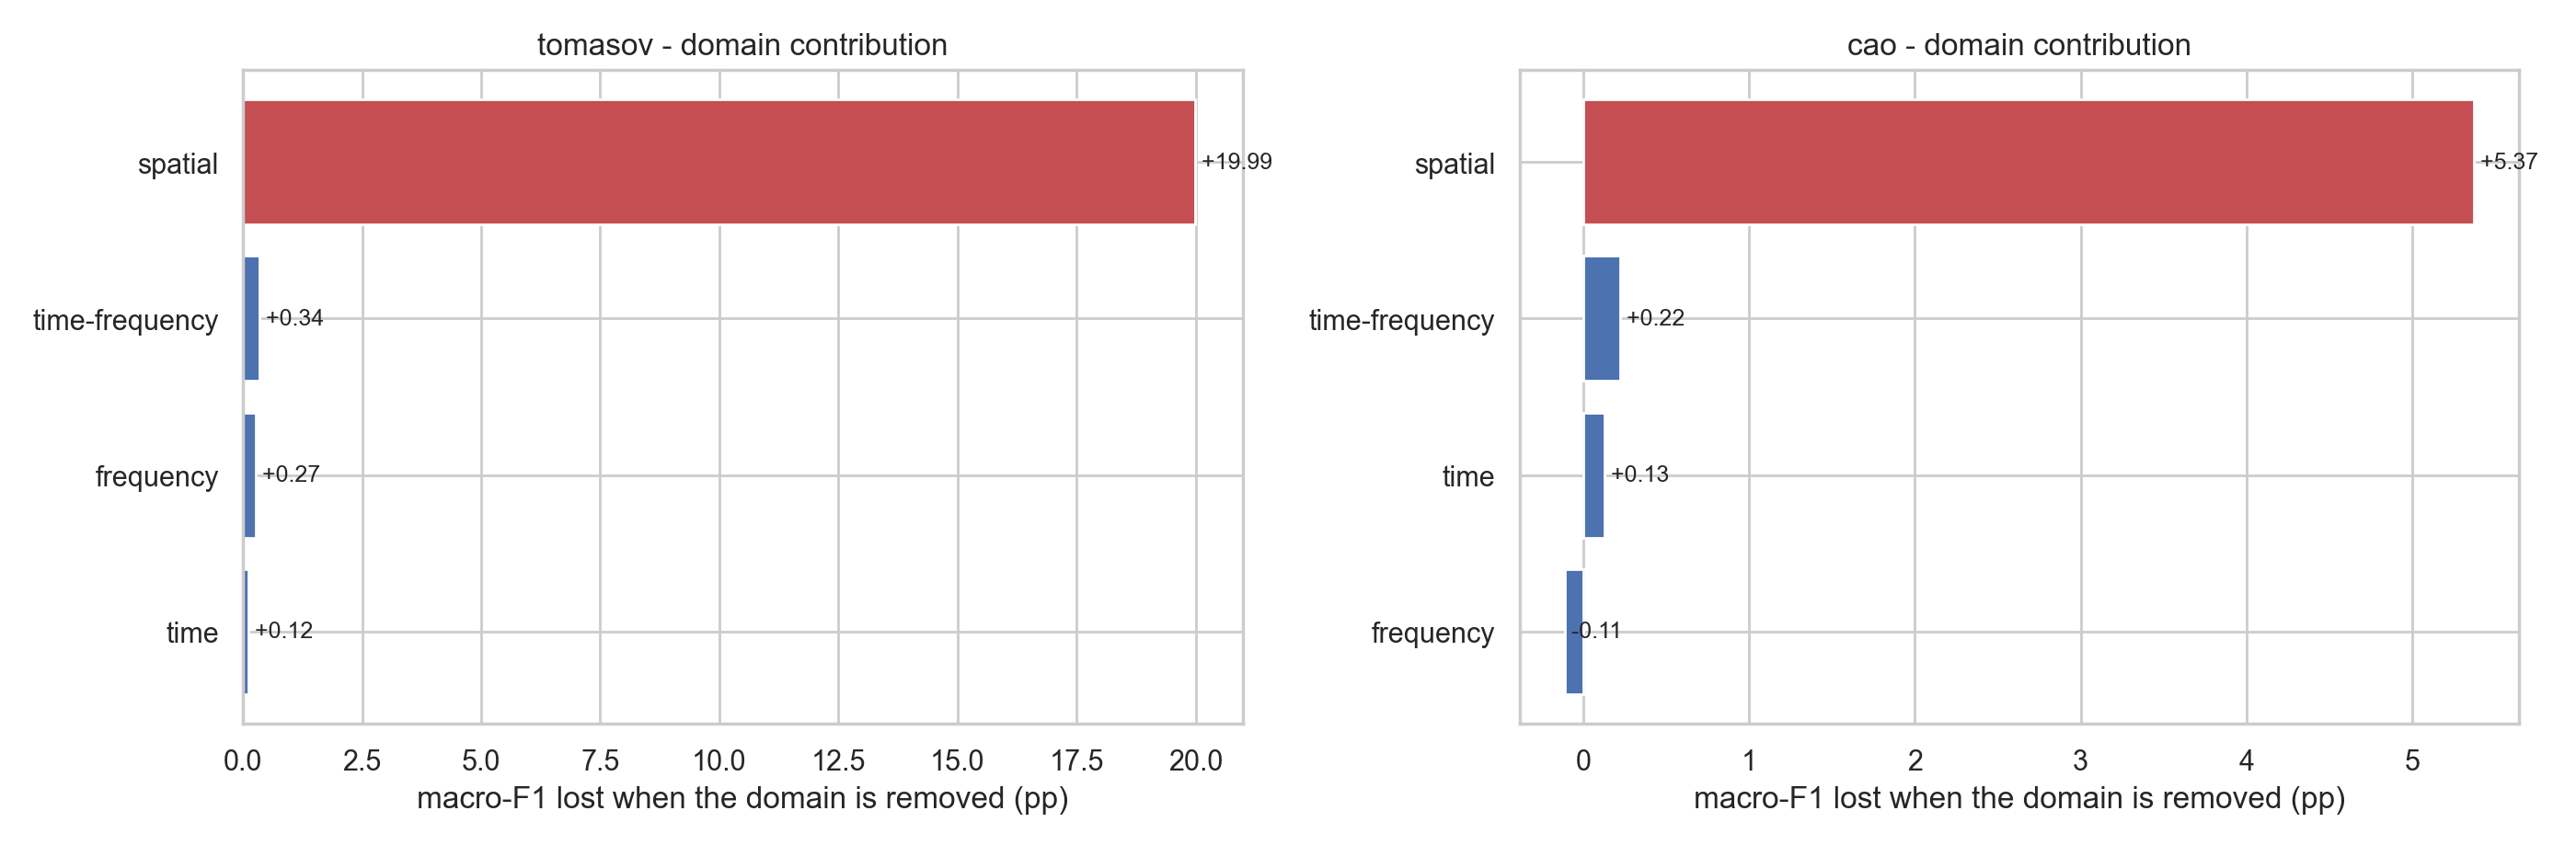 tomasov - domain contribution
spatial
+19.99
time-frequency
+0.34
frequency
+0.27
time
+0.12
0.0 2.5 5.0 7.5 10.0 12.5 15.0 17.5 20.0
macro-F1 lost when the domain is removed (pp)
cao - domain contribution
spatial
+5.37
time-frequency
+0.22
time
+0.13
frequency
-0.11
0 1 2 3 4 5
macro-F1 lost when the domain is removed (pp)